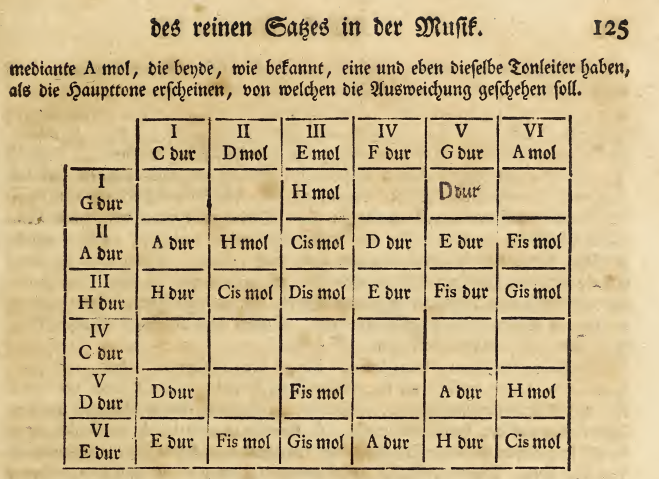 des reinen Satzes in der Musik. 125
mediante A mol, die beyde, wie bekannt, eine und eben dieselbe Tonleiter haben,
als die Haupttone erscheinen, von welchen die Ausweichung geschehen soll.
I II III IV V VI
C dur D mol E mol F dur G dur A mol
I
G dur H mol D dur
II
A dur A dur H mol Cis mol D dur E dur Fis mol
III
H dur H dur Cis mol Dis mol E dur Fis dur Gis mol
IV
C dur
V
D dur D dur Fis mol A dur H mol
VI
E dur E dur Fis mol Gis mol A dur H dur Cis mol